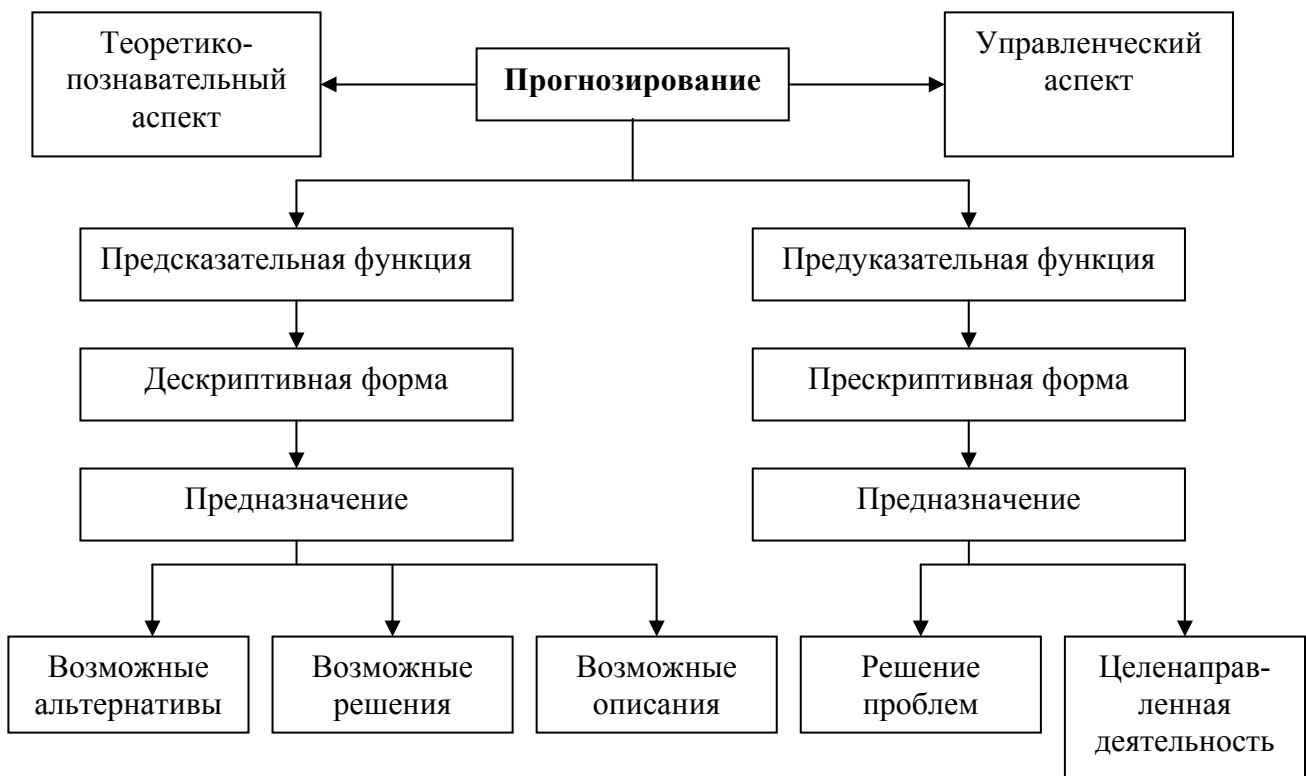 Теоретико-
познавательный
аспект
Прогнозирование
Управленческий
аспект
Предсказательная функция
Предуказательная функция
Дескриптивная форма
Прескриптивная форма
Предназначение
Предназначение
Возможные
альтернативы
Возможные
решения
Возможные
описания
Решение
проблем
Целенаправ-
ленная
деятельность